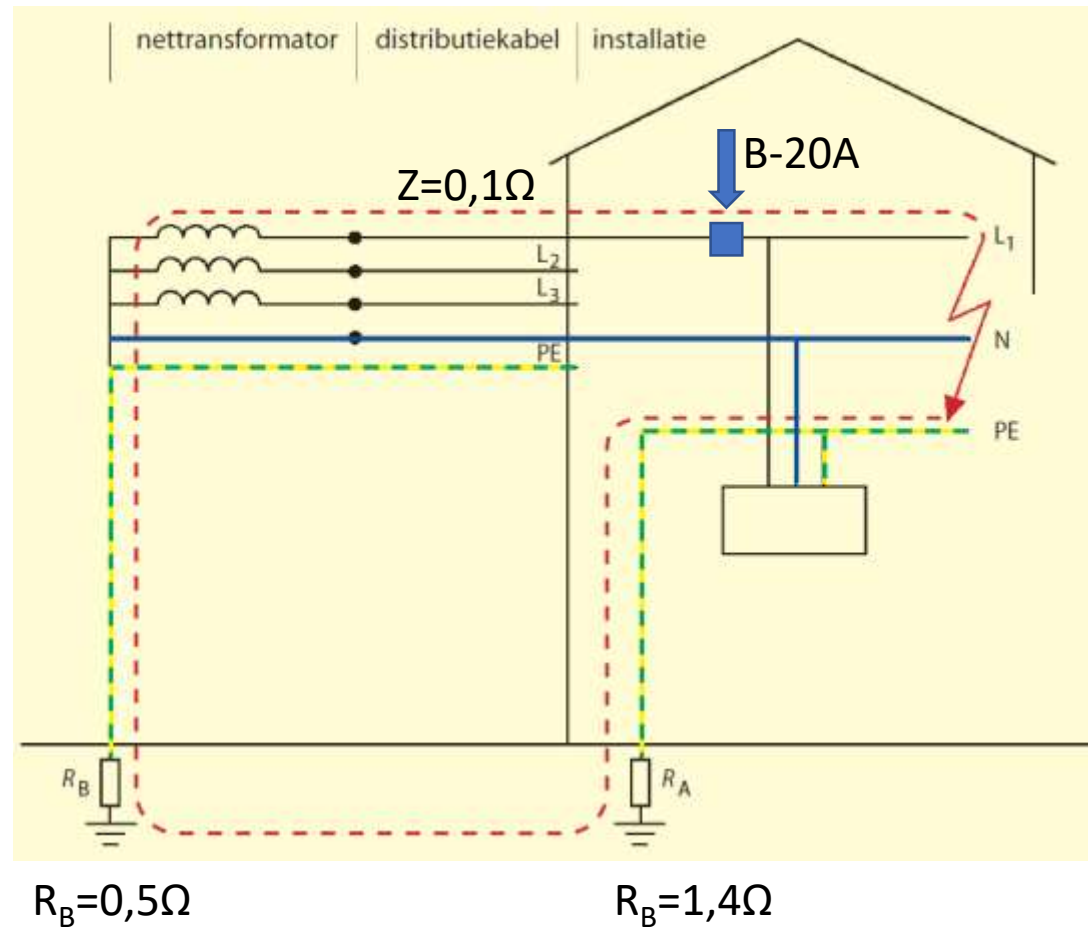 nettransformator
distributiekabel
installatie
B-20A
Z=0,1Ω
L1
L2
L3
N
PE
PE
RB
RA
RB=0,5Ω
RB=1,4Ω